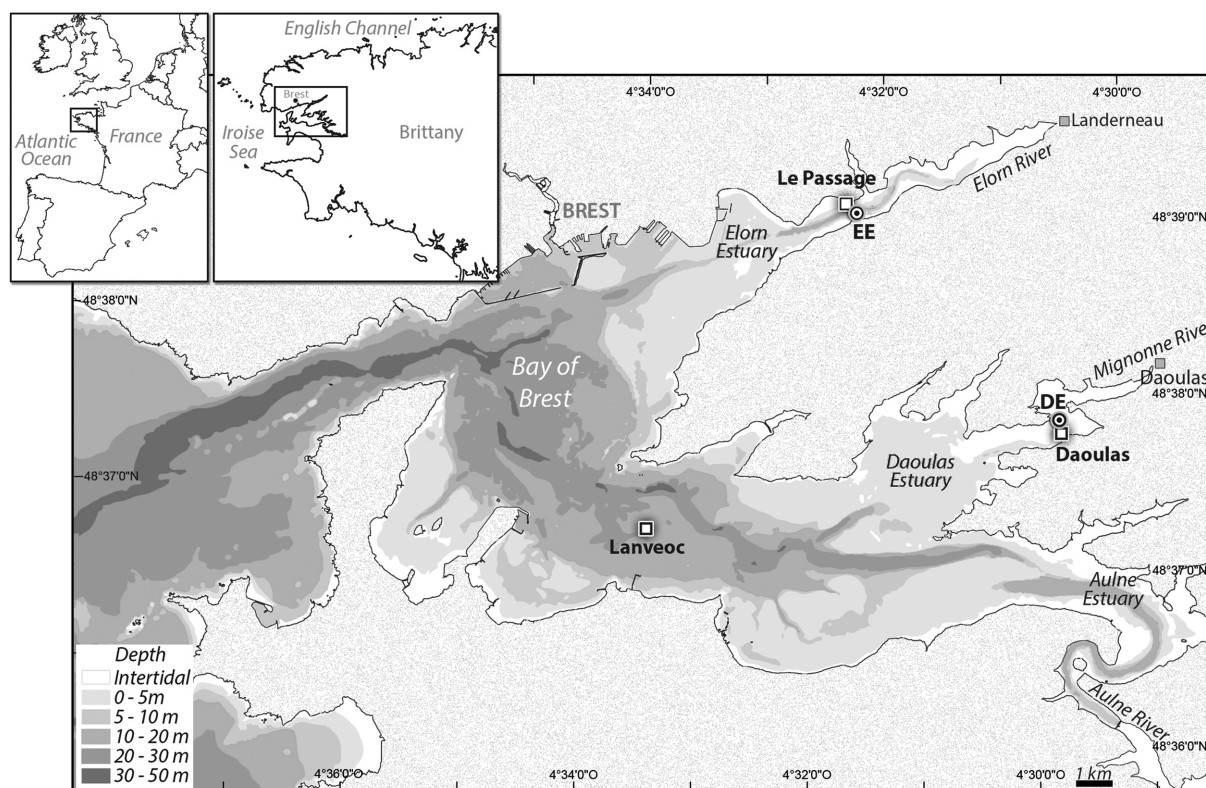 English Channel
Brest
Iroise
Sea
Brittany
Atlantic
Ocean
France
4°34'0"O
4°32'0"O
4°30'0"O
Landerneau
Elorn River
Le Passage
EE
48°39'0"N
BREST
Elorn
Estuary
48°38'0"N
Bay of
Brest
Mignonne Rive
Daoulas
48°38'0"N
DE
Daoulas
Daoulas
Estuary
48°37'0"N
Lanveoc
48°37'0"N
Aulne
Estuary
Aulne River
48°36'0"N
Depth
Intertidal
0 - 5m
5 - 10 m
10 - 20 m
20 - 30 m
30 - 50 m
4°36'0"O
4°34'0"O
4°32'0"O
4°30'0"O
1 km